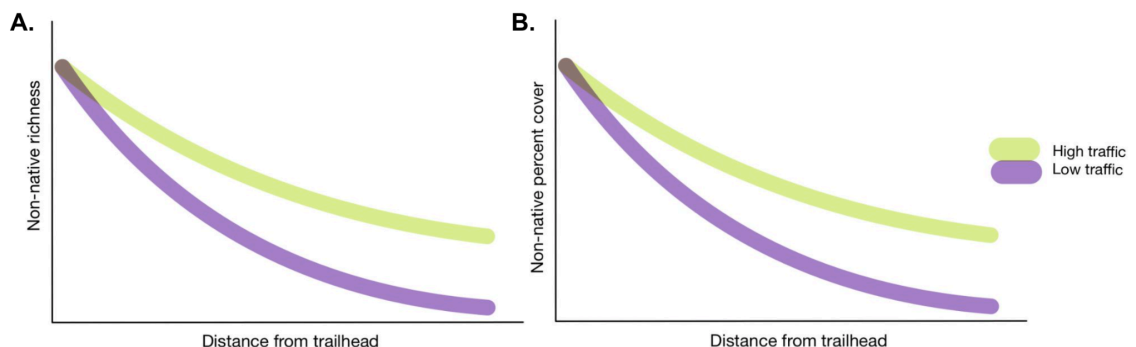 A.
Non-native richness
Distance from trailhead
B.
Non-native percent cover
Distance from trailhead
High traffic
Low traffic